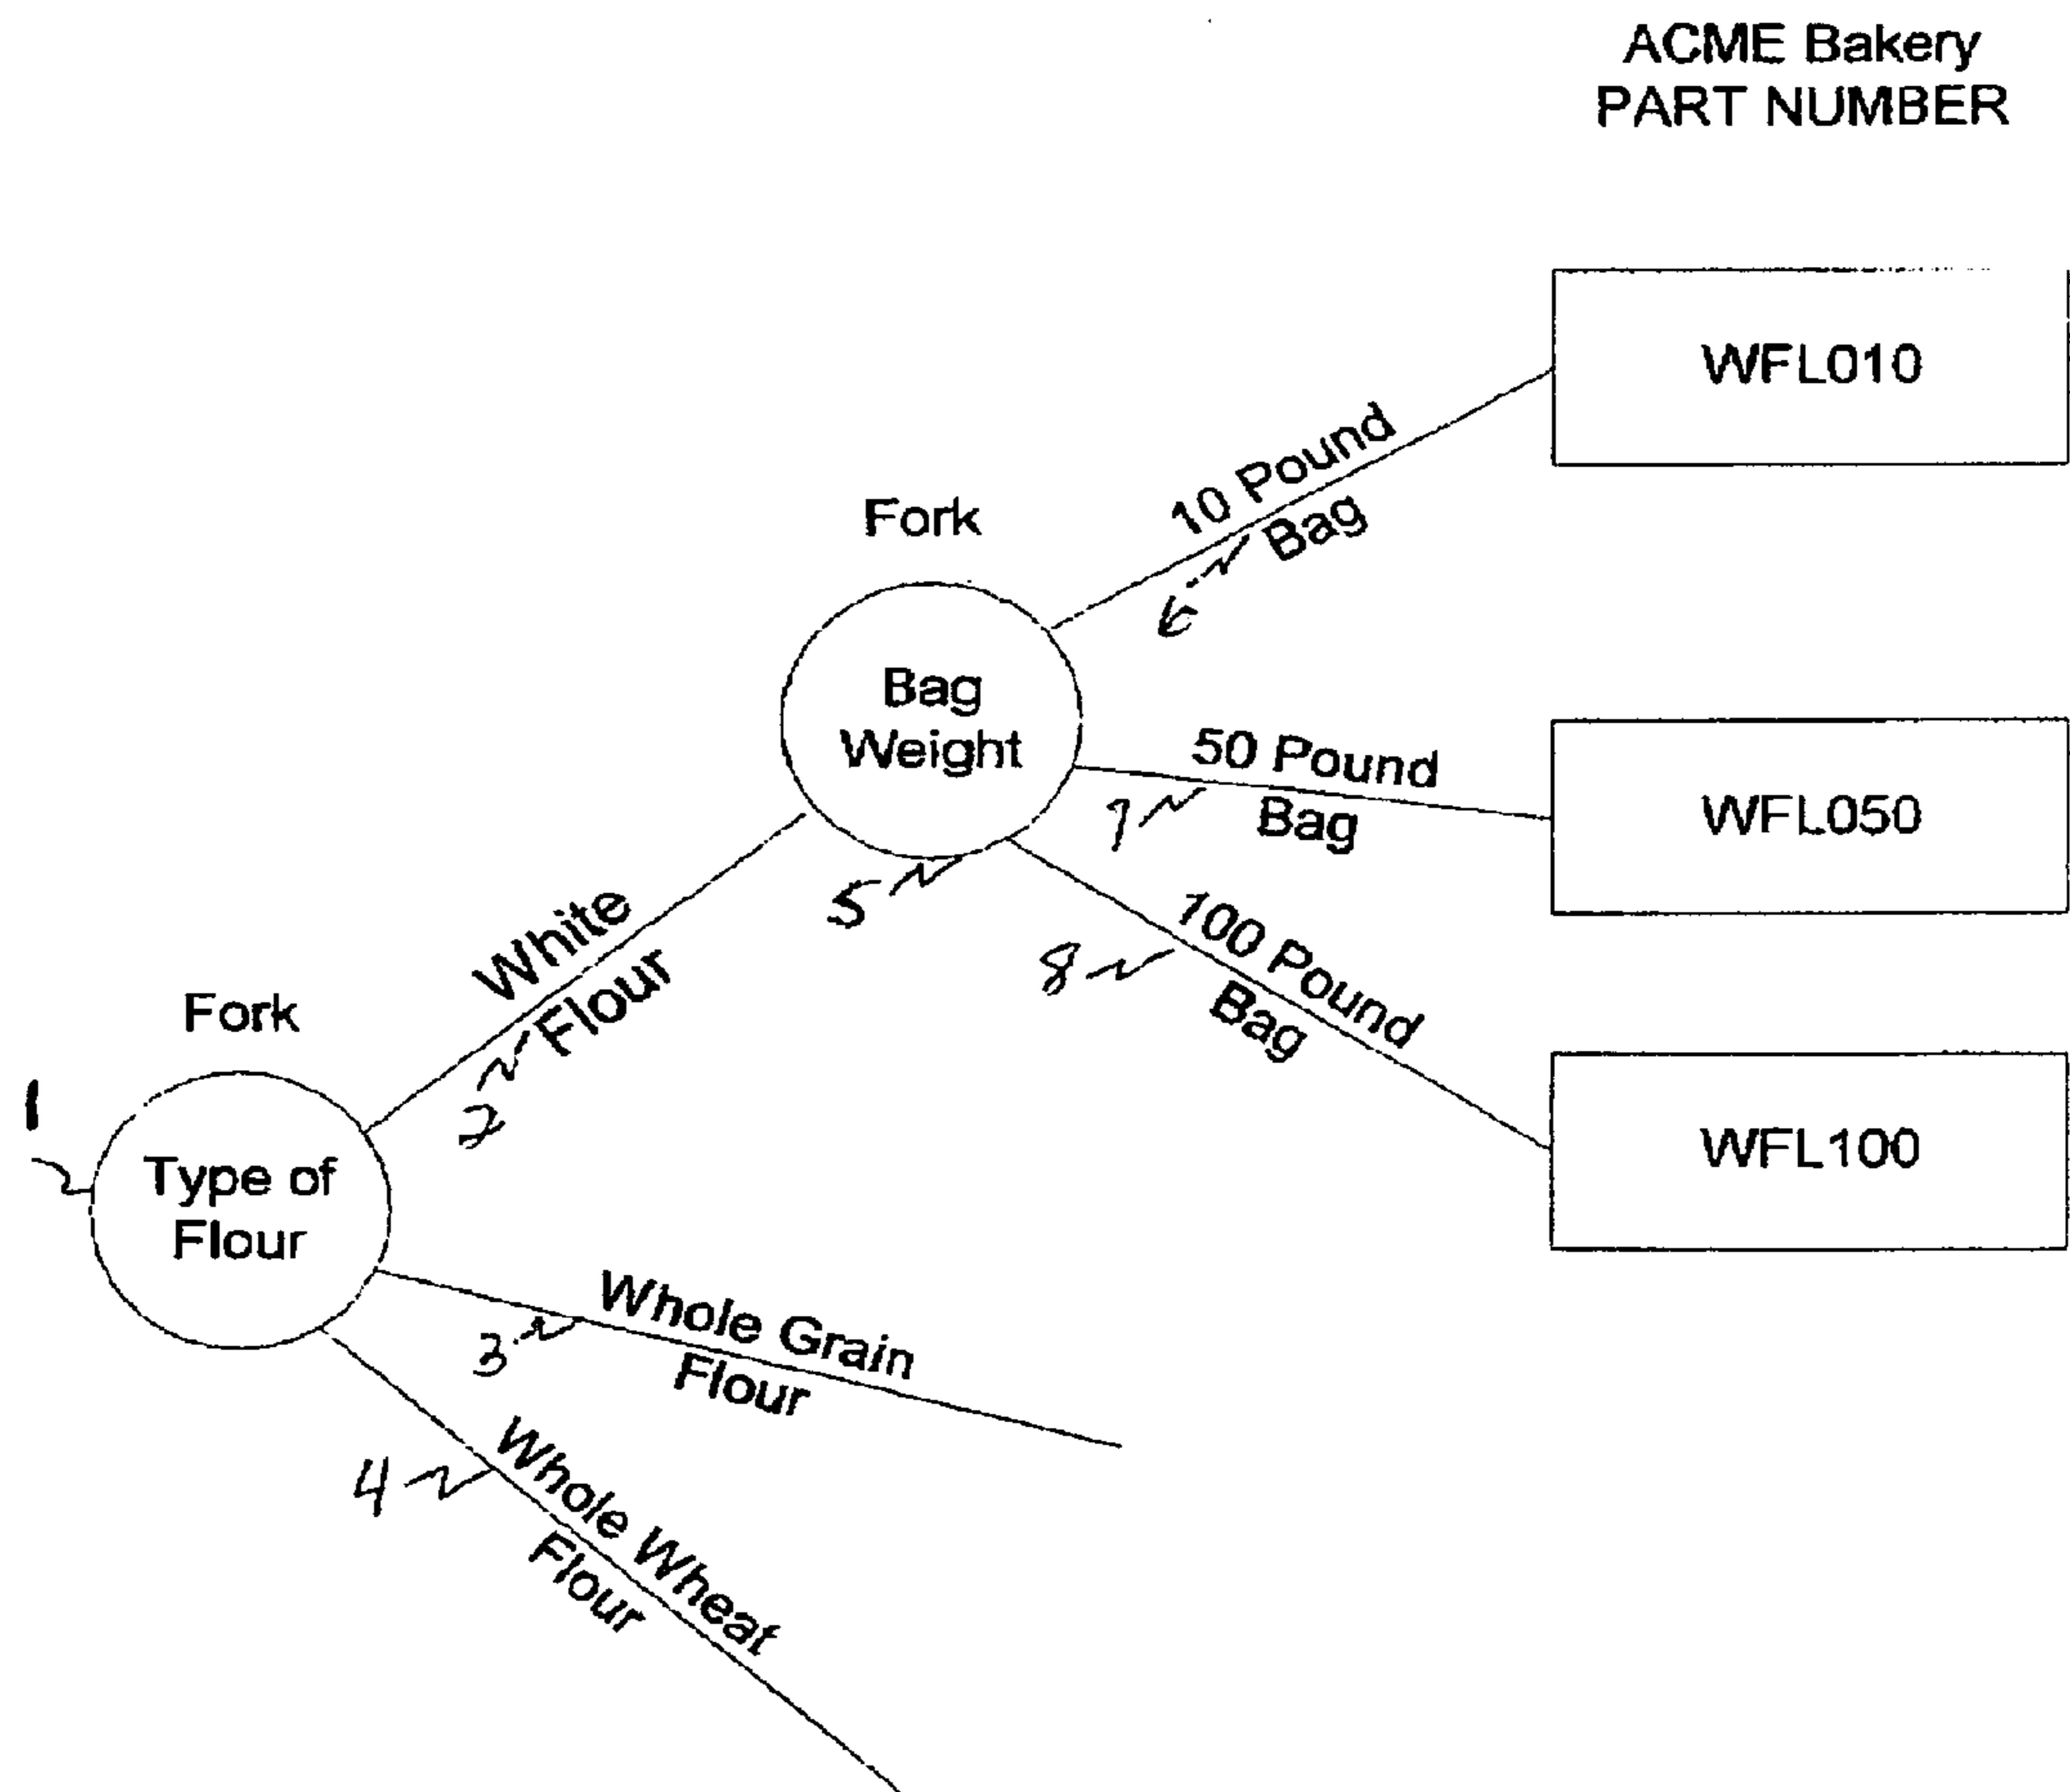 ACME Bakery
PART NUMBER
WFL010
10 Pound
Bag
6
Fork
Bag
Weight
50 Pound
Bag
7
WFL050
5
100 Pound
Bag
8
White
Flour
2
Fork
1
Type of
Flour
WFL100
Whole Grain
Flour
3
Whole Wheat
Flour
4